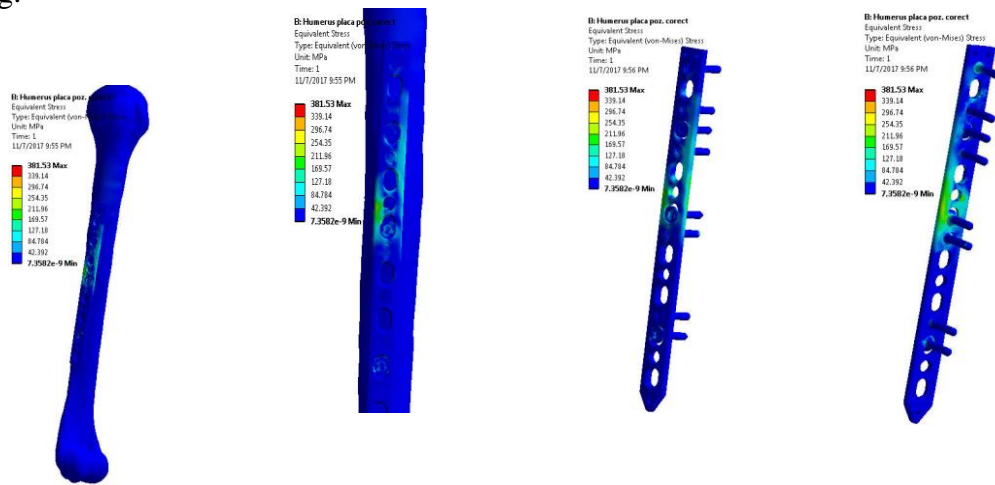 g.
B: Humerus placa poz. corect
Equivalent Stress
Type: Equivalent (von-Mises) Stress
Unit: MPa
Time: 1
11/7/2017 9:55 PM
381.53 Max
339.14
296.74
254.35
211.96
169.57
127.18
84.784
42.392
7.3582e-9 Min
B: Humerus placa poz. corect
Equivalent Stress
Type: Equivalent (von-Mises) Stress
Unit: MPa
Time: 1
11/7/2017 9:55 PM
381.53 Max
339.14
296.74
254.35
211.96
169.57
127.18
84.784
42.392
7.3582e-9 Min
B: Humerus placa poz. corect
Equivalent Stress
Type: Equivalent (von-Mises) Stress
Unit: MPa
Time: 1
11/7/2017 9:56 PM
381.53 Max
339.14
296.74
254.35
211.96
169.57
127.18
84.784
42.392
7.3582e-9 Min
B: Humerus placa poz. corect
Equivalent Stress
Type: Equivalent (von-Mises) Stress
Unit: MPa
Time: 1
11/7/2017 9:56 PM
381.53 Max
339.14
296.74
254.35
211.96
169.57
127.18
84.784
42.392
7.3582e-9 Min